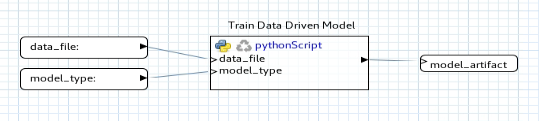 Train Data Driven Model
data_file:
pythonScript
data_file
model_type
model_type:
model_artifact